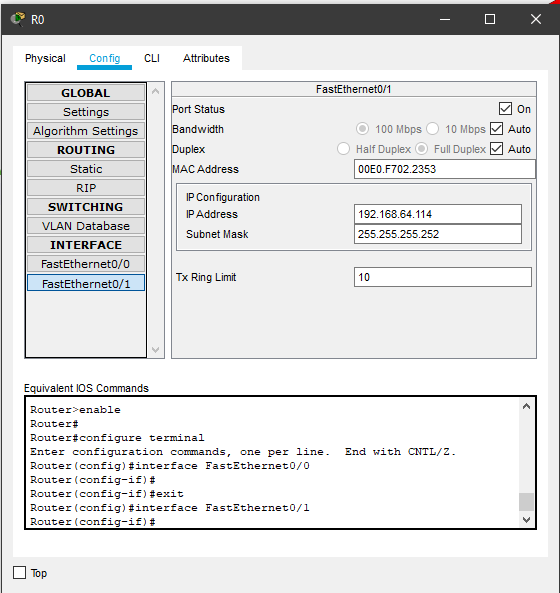 R0
Physical Config CLI Attributes
GLOBAL
Settings
Algorithm Settings
ROUTING
Static
RIP
SWITCHING
VLAN Database
INTERFACE
FastEthernet0/0
FastEthernet0/1
FastEthernet0/1
Port Status On
Bandwidth 100 Mbps 10 Mbps Auto
Duplex Half Duplex Full Duplex Auto
MAC Address 00E0.F702.2353
IP Configuration
IP Address 192.168.64.114
Subnet Mask 255.255.255.252
Tx Ring Limit 10
Equivalent IOS Commands
Router>enable
Router#
Router#configure terminal
Enter configuration commands, one per line. End with CNTL/Z.
Router(config)#interface FastEthernet0/0
Router(config-if)#
Router(config-if)#exit
Router(config)#interface FastEthernet0/1
Router(config-if)#
Top